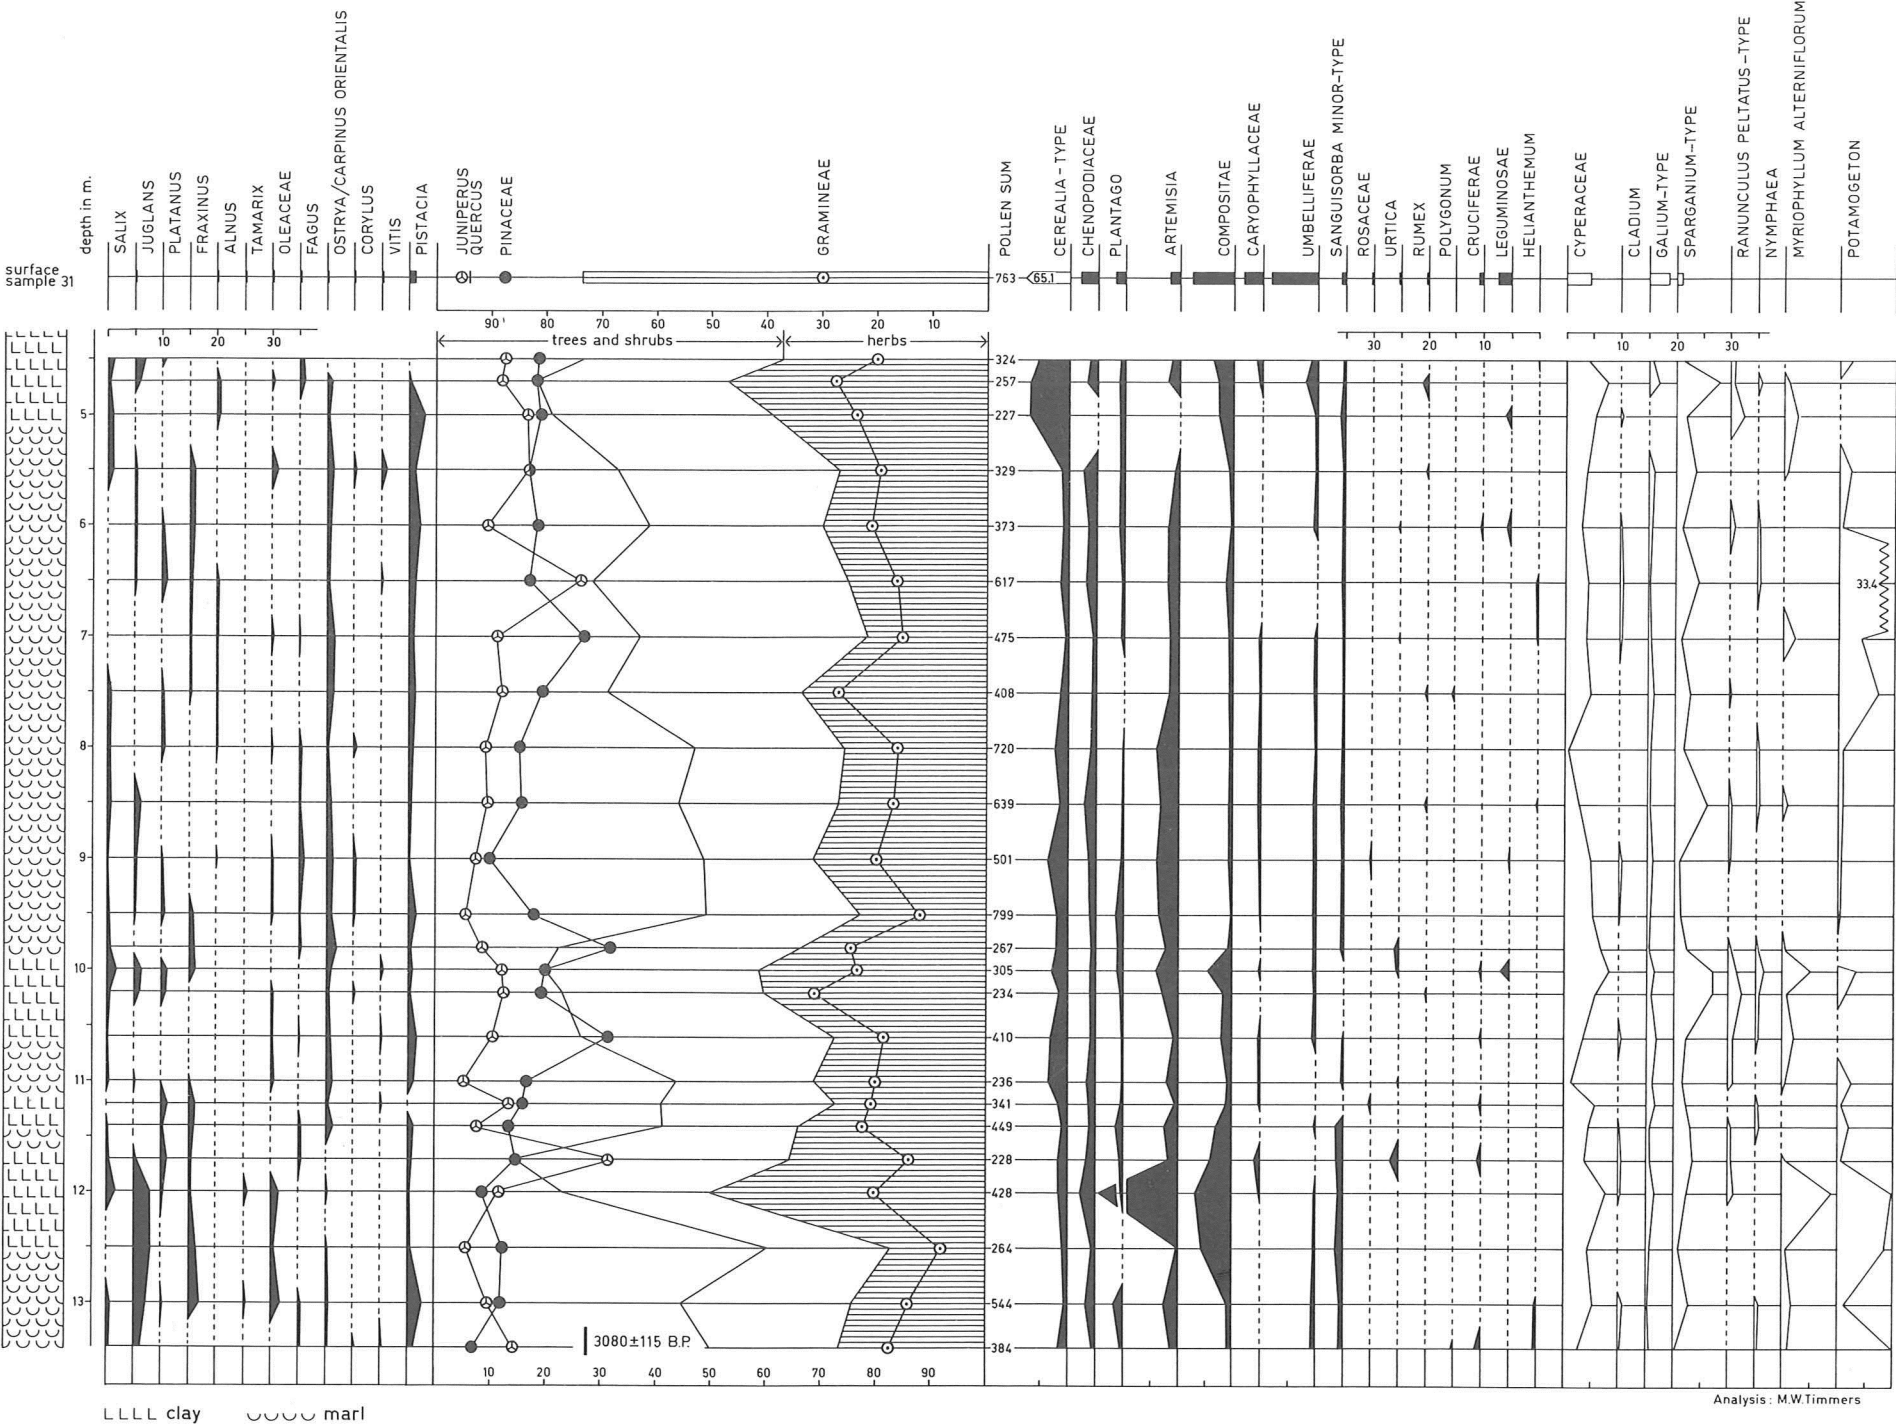 depth in m.
SALIX
JUGLANS
PLATANUS
FRAXINUS
ALNUS
TAMARIX
OLEACEAE
FAGUS
OSTRYA/CARPINUS ORIENTALIS
CORYLUS
VITIS
PISTACIA
JUNIPERUS
QUERCUS
PINACEAE
GRAMINEAE
POLLEN SUM
CEREALIA-TYPE
CHENOPODIACEAE
PLANTAGO
ARTEMISIA
COMPOSITAE
CARYOPHYLLACEAE
UMBELLIFERAE
SANGUISORBA MINOR-TYPE
ROSACEAE
URTICA
RUMEX
POLYGONUM
CRUCIFERAE
LEGUMINOSAE
HELIANTHEMUM
CYPERACEAE
CLADIUM
GALIUM-TYPE
SPARGANIUM-TYPE
RANUNCULUS PELTATUS-TYPE
NYMPHAEA
MYRIOPHYLLUM ALTERNIFLORUM
POTAMOGETON
surface
sample 31
763
65.1
90 80 70 60 50 40 30 20 10
10 20 30
trees and shrubs
herbs
30 20 10
10 20 30
324
257
5
227
329
6
373
617
33.4
7
475
408
8
720
639
9
501
799
267
10
305
234
410
11
236
341
449
228
12
428
264
13
544
3080±115 B.P.
384
10 20 30 40 50 60 70 80 90
Analysis: M.W.Timmers
clay
marl